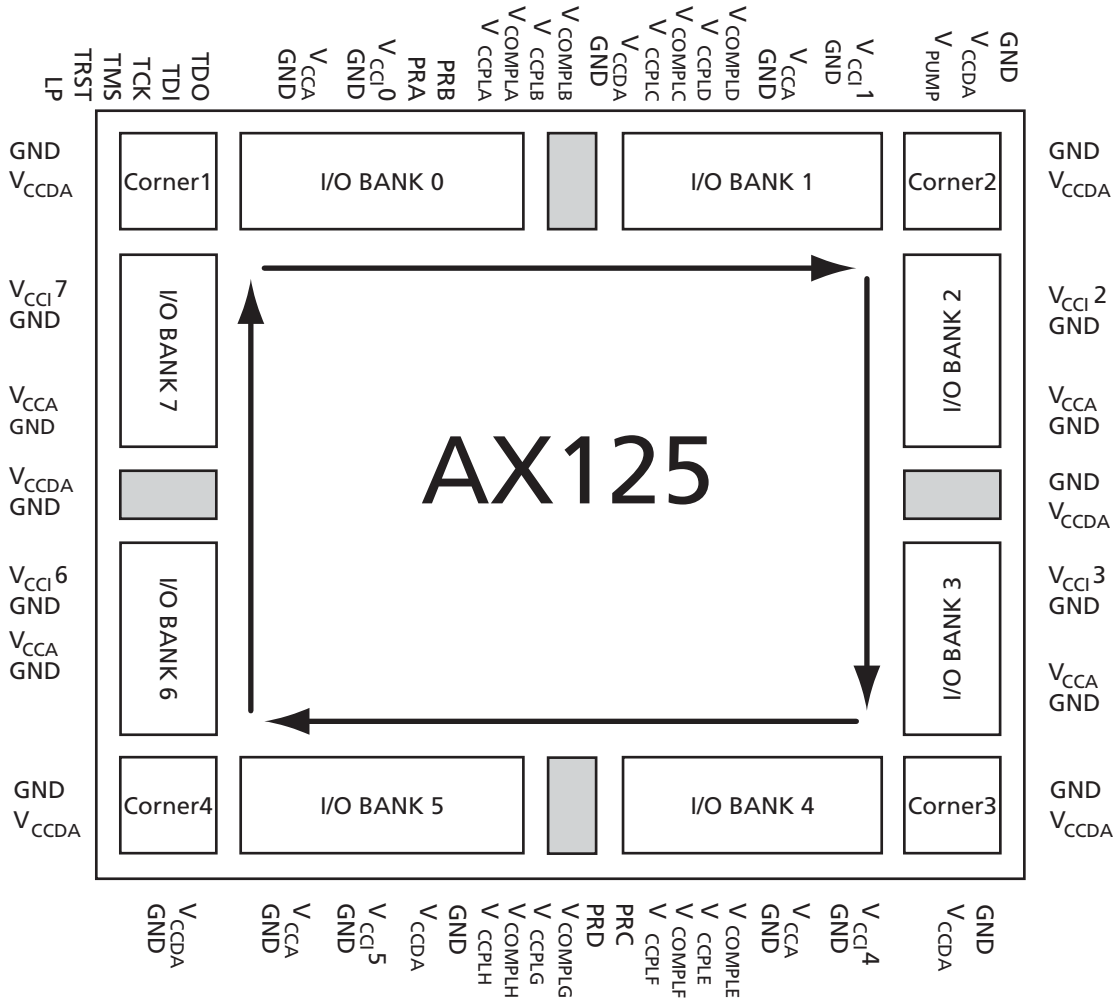 LP
TRST
TMS
TCK
TDI
TDO
GND
VCCA
GND
VCCI0
PRA
PRB
VCCPLA
VCOMPLA
VCCPLB
VCOMPLB
GND
VCCDA
VCCPLC
VCOMPLC
VCCPLD
VCOMPLD
GND
VCCA
GND
VCCI1
VPUMP
VCCDA
GND
GND
VCCDA
Corner1
I/O BANK 0
I/O BANK 1
Corner2
GND
VCCDA
VCCI7
GND
VCCA
GND
I/O BANK 7
I/O BANK 2
VCCI2
GND
VCCA
GND
AX125
VCCDA
GND
GND
VCCDA
VCCI6
GND
VCCA
GND
I/O BANK 6
I/O BANK 3
VCCI3
GND
VCCA
GND
GND
VCCDA
Corner4
I/O BANK 5
I/O BANK 4
Corner3
GND
VCCDA
GND
VCCDA
GND
VCCA
GND
VCCI5
VCCDA
GND
VCCPLH
VCOMPLH
VCCPLG
VCOMPLG
PRD
PRC
VCCPLF
VCOMPLF
VCCPLE
VCOMPLE
GND
VCCA
GND
VCCI4
VCCDA
GND